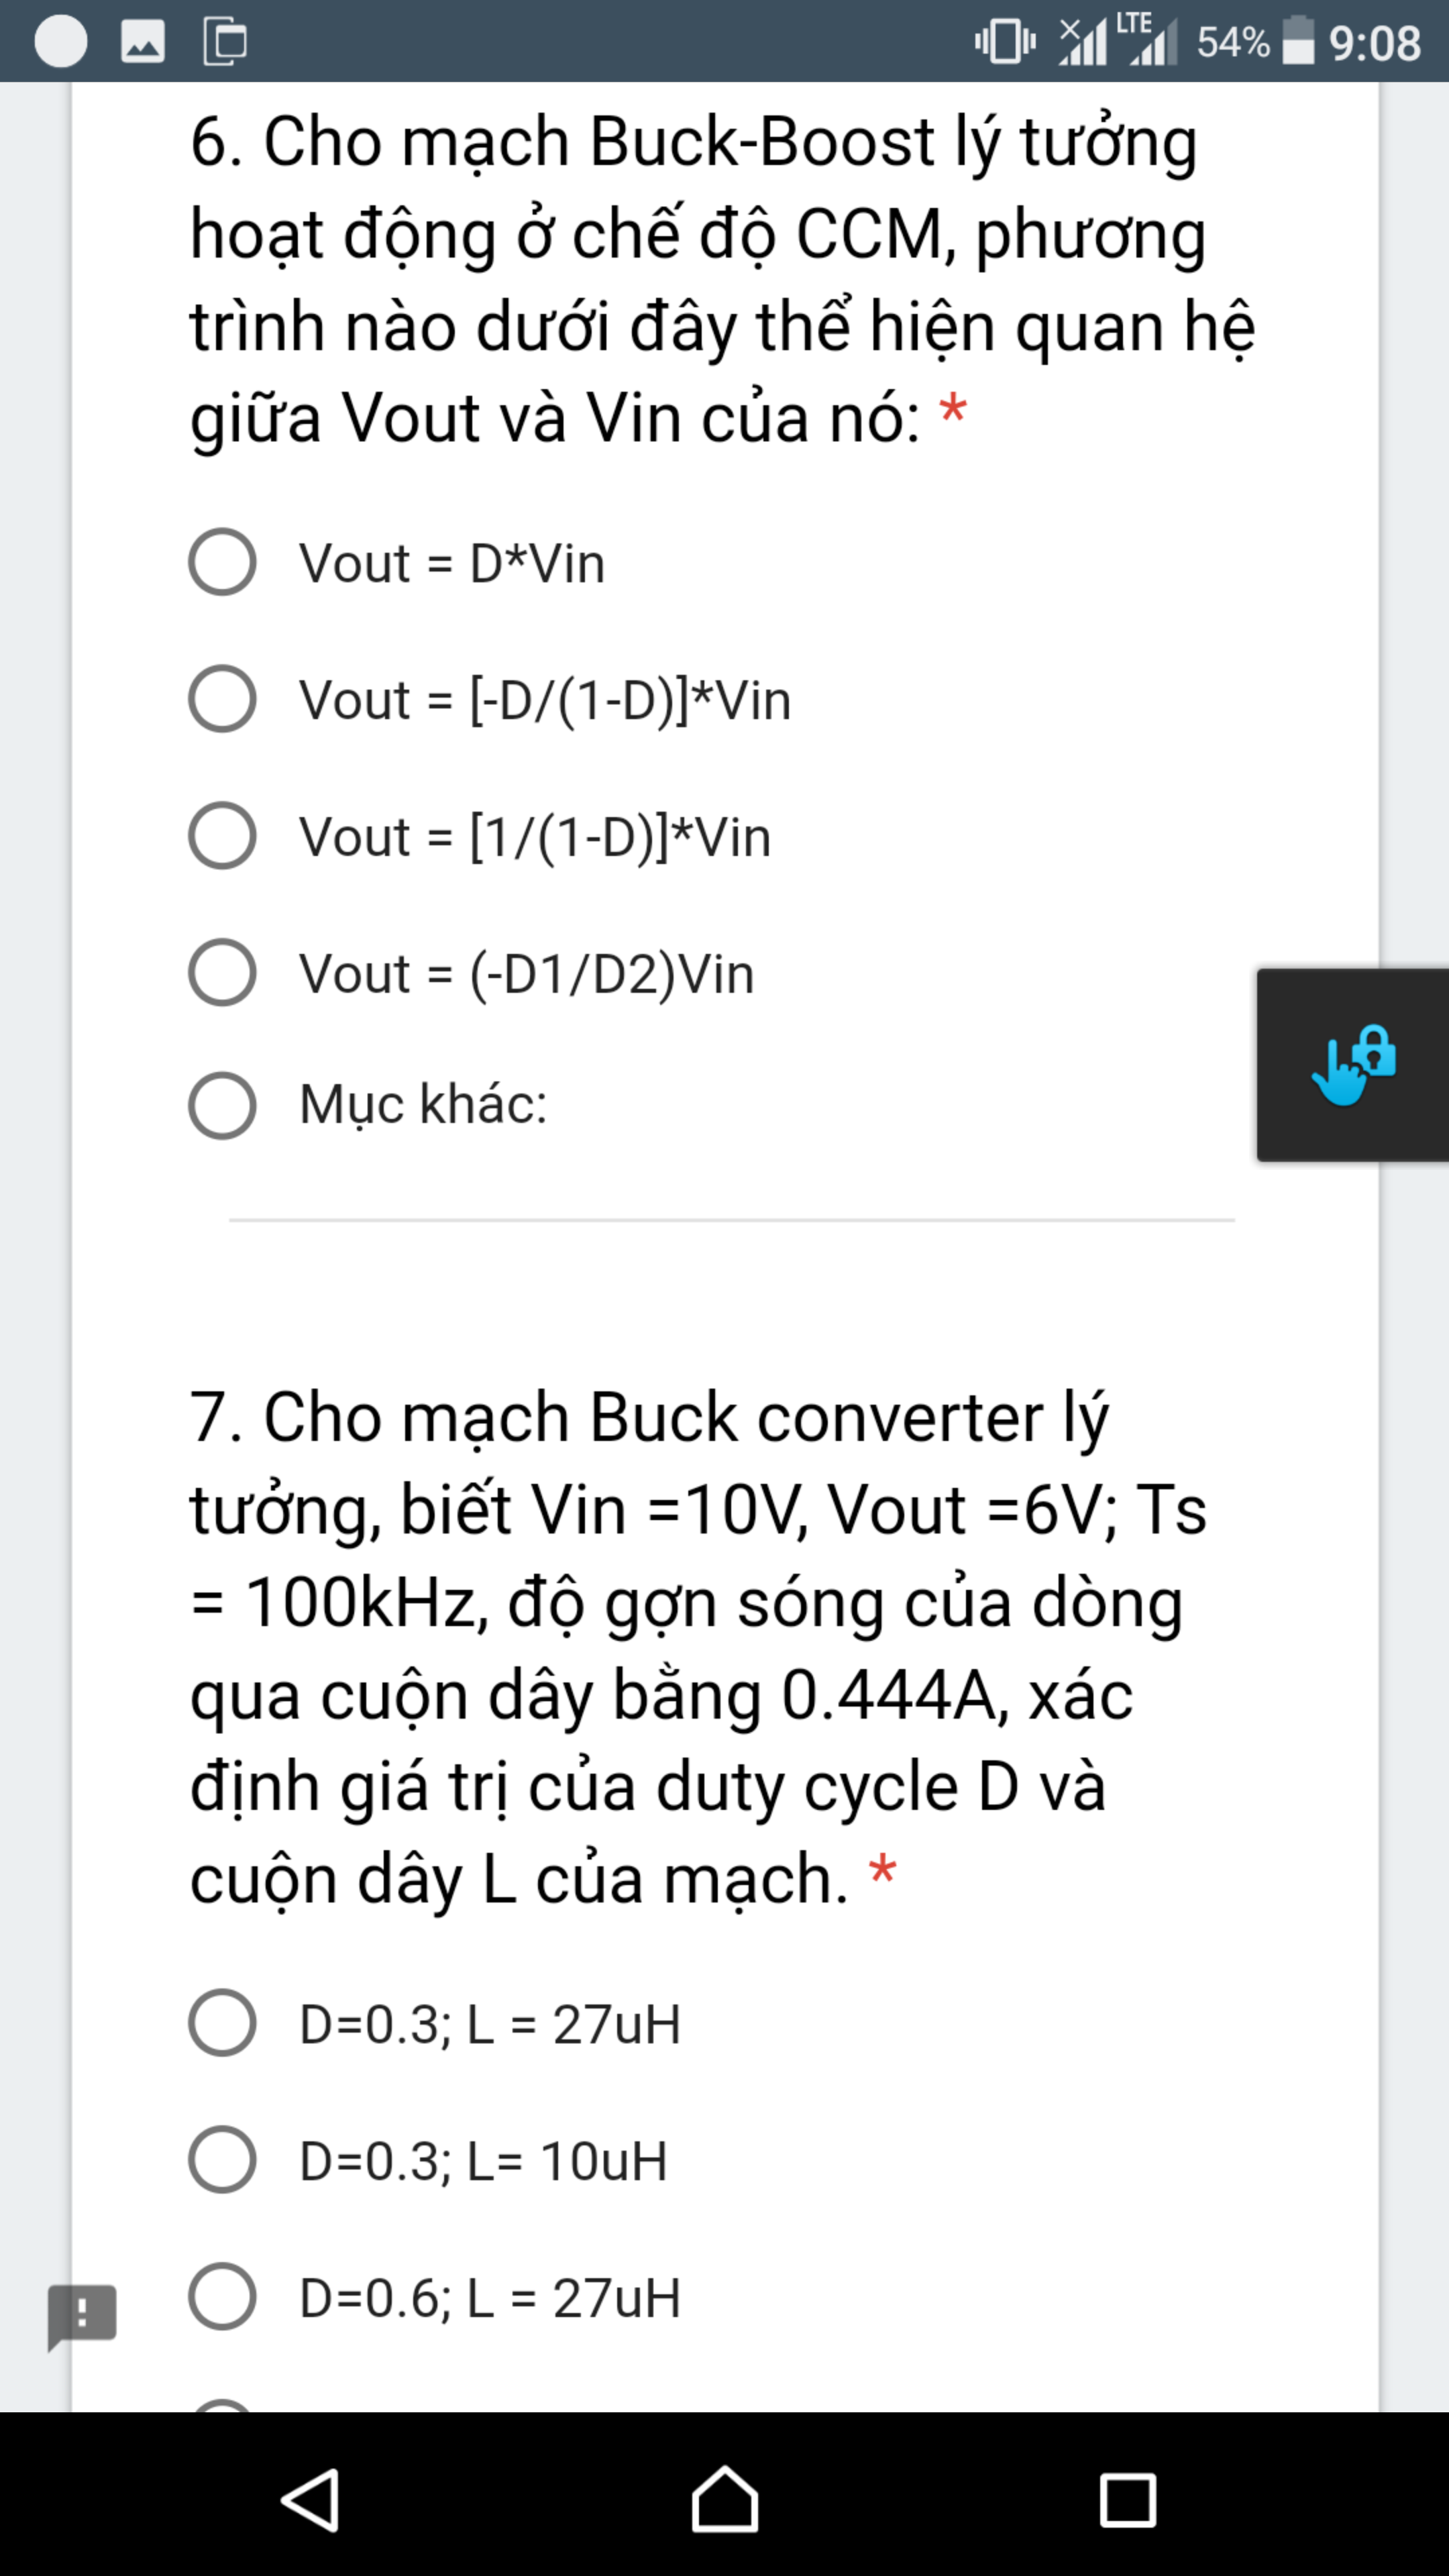 LTE 54% 9:08
6. Cho mạch Buck-Boost lý tưởng
hoạt động ở chế độ CCM, phương
trình nào dưới đây thể hiện quan hệ
giữa Vout và Vin của nó: *
Vout = D*Vin
Vout = [-D/(1-D)]*Vin
Vout = [1/(1-D)]*Vin
Vout = (-D1/D2)Vin
Mục khác:
7. Cho mạch Buck converter lý
tưởng, biết Vin =10V, Vout =6V; Ts
= 100kHz, độ gợn sóng của dòng
qua cuộn dây bằng 0.444A, xác
định giá trị của duty cycle D và
cuộn dây L của mạch. *
D=0.3; L = 27uH
D=0.3; L= 10uH
D=0.6; L = 27uH